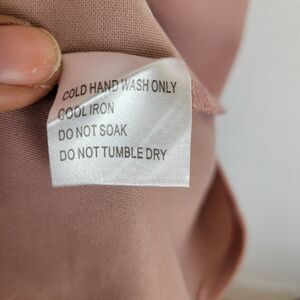 COLD HAND WASH ONLY
COOL IRON
DO NOT SOAK
DO NOT TUMBLE DRY